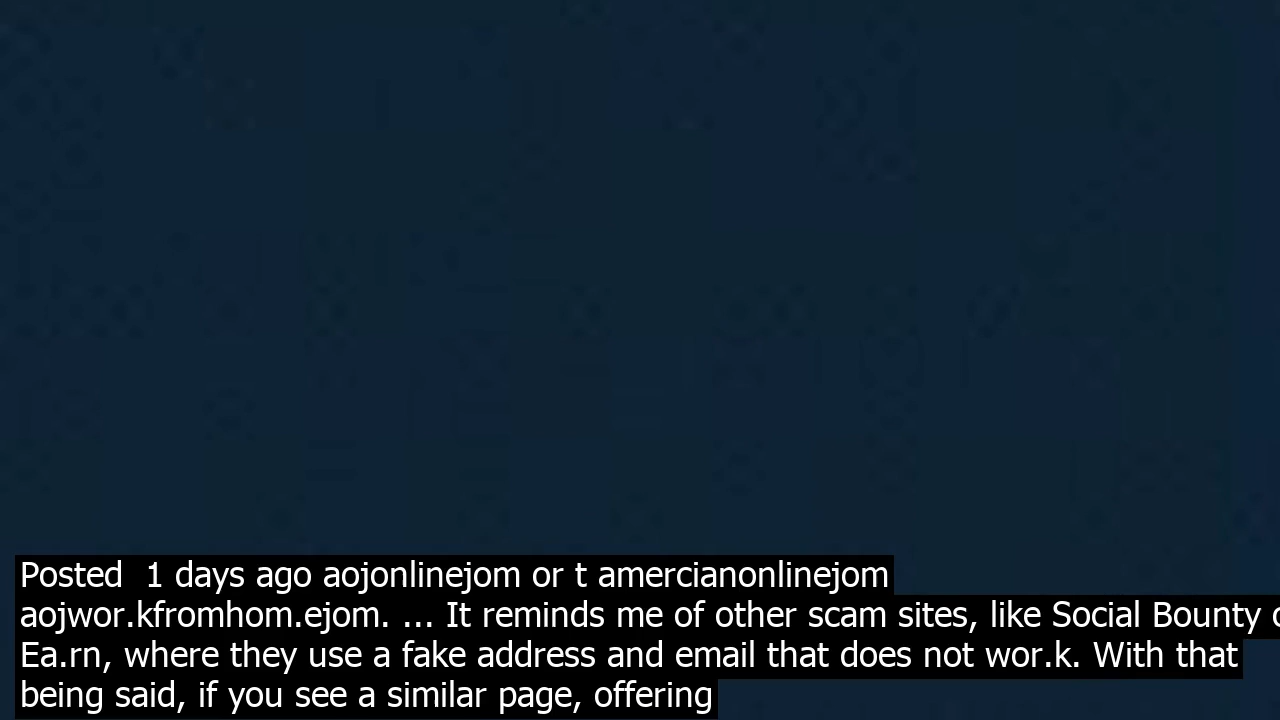 Posted  1 days ago aojonlinejom or t amercianonlinejom
aojwor.kfromhom.ejom. ... It reminds me of other scam sites, like Social Bounty
Ea.rn, where they use a fake address and email that does not wor.k. With that
being said, if you see a similar page, offering